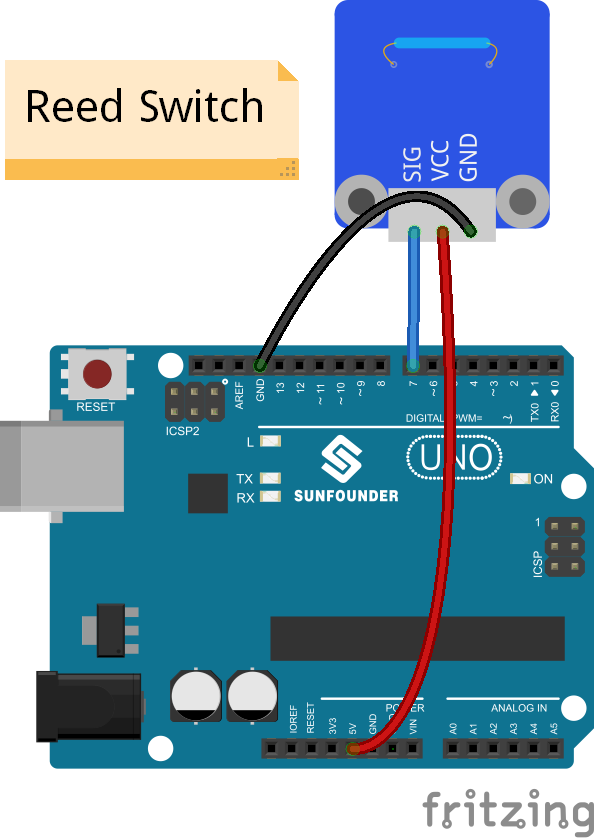 Reed Switch
SIG
VCC
GND
AREF
GND
13
12
~11
~10
~9
8
7
~6
4
~3
2
TX0 ▶ 1
RX0 ◀ 0
RESET
ICSP2
DIGITAL
PWM=
L
TX
RX
SUNFOUNDER
UNO
ON
1
ICSP
POWER
ANALOG IN
IOREF
RESET
3V3
5V
GND
VIN
A0
A1
A2
A3
A4
A5
fritzing